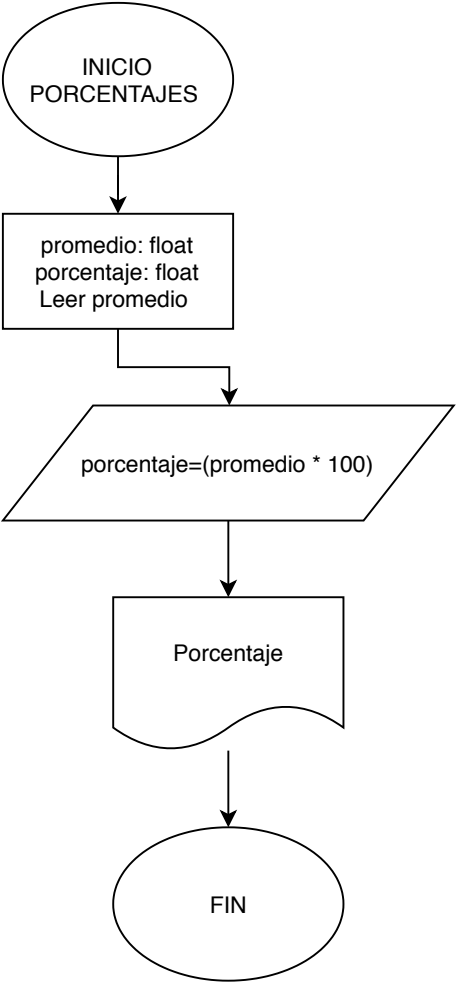 INICIO
PORCENTAJES
promedio: float
porcentaje: float
Leer promedio
porcentaje=(promedio * 100)
Porcentaje
FIN